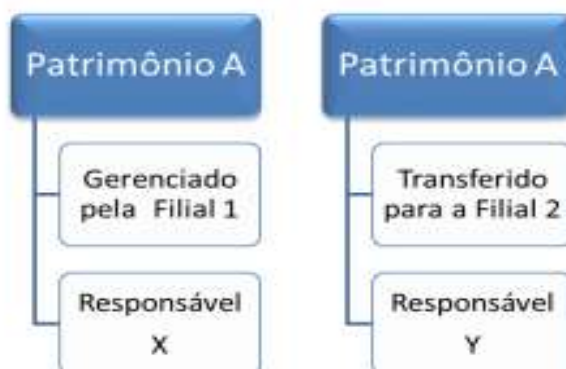 Patrimônio A
Gerenciado
pela Filial 1
Responsável
X
Patrimônio A
Transferido
para a Filial 2
Responsável
Y